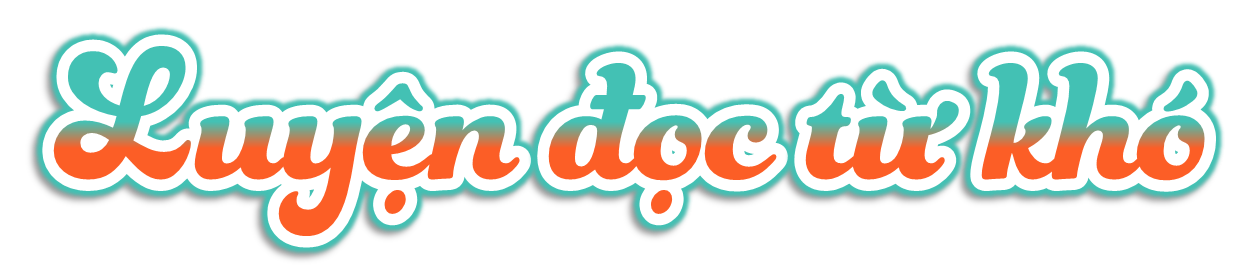 Luyện đọc từ khó